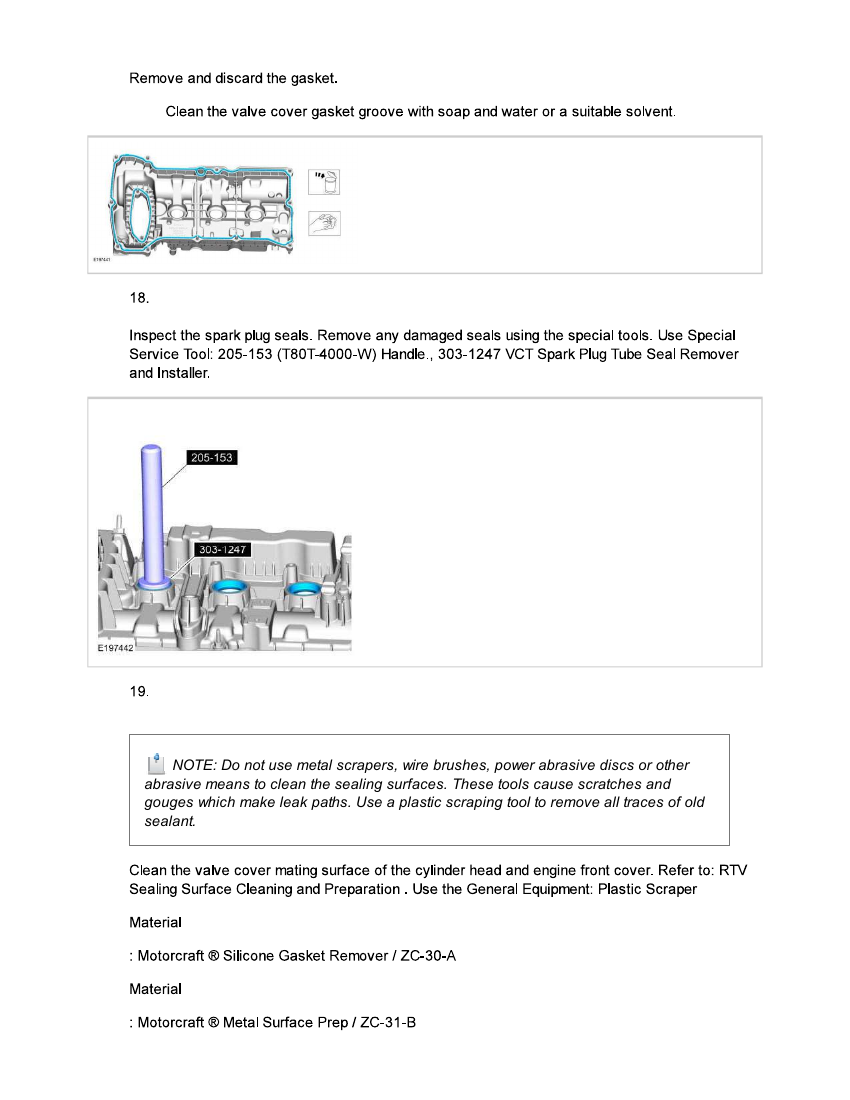 Remove and discard the gasket.
Clean the valve cover gasket groove with soap and water or a suitable solvent.
E197441
18.
Inspect the spark plug seals. Remove any damaged seals using the special tools. Use Special
Service Tool: 205-153 (T80T-4000-W) Handle., 303-1247 VCT Spark Plug Tube Seal Remover
and Installer.
205-153
303-1247
E197442
19.
NOTE: Do not use metal scrapers, wire brushes, power abrasive discs or other
abrasive means to clean the sealing surfaces. These tools cause scratches and
gouges which make leak paths. Use a plastic scraping tool to remove all traces of old
sealant.
Clean the valve cover mating surface of the cylinder head and engine front cover. Refer to: RTV
Sealing Surface Cleaning and Preparation . Use the General Equipment: Plastic Scraper
Material
: Motorcraft ® Silicone Gasket Remover / ZC-30-A
Material
: Motorcraft ® Metal Surface Prep / ZC-31-B